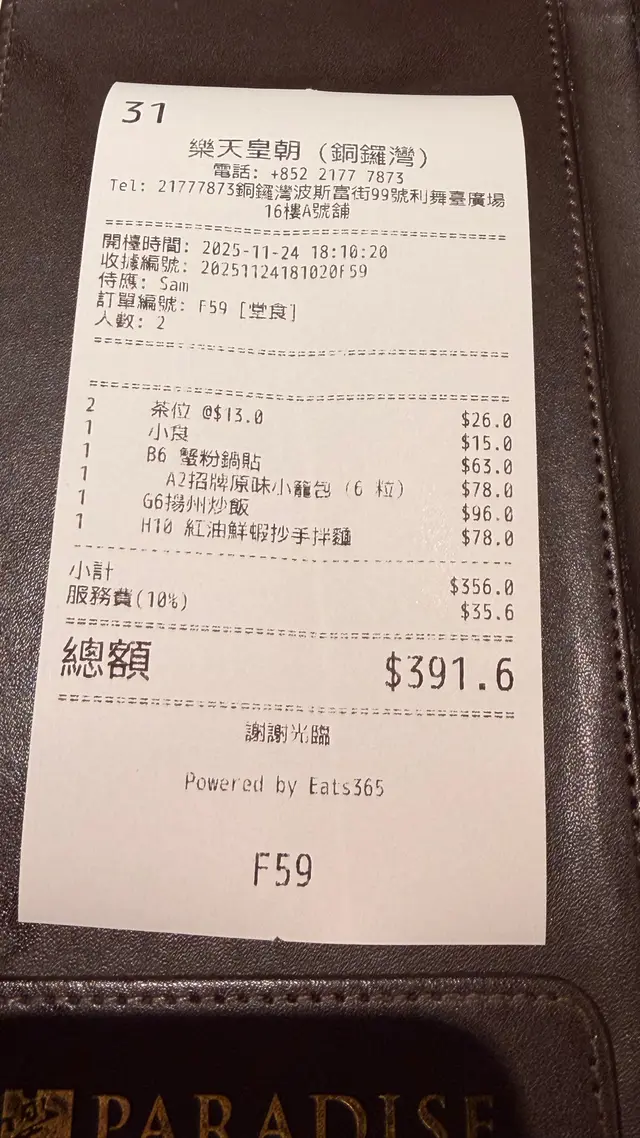 31
樂天皇朝 (銅鑼灣)
電話: +852 2177 7873
Tel: 21777873銅鑼灣波斯富街99號利舞臺廣場
16樓A號舖
開檯時間: 2025-11-24 18:10:20
收據編號: 20251124181020F59
侍應: Sam
訂單編號: F59 [堂食]
人數: 2
2 茶位 @$13.0 $26.0
1 小食 $15.0
1 B6 蟹粉鍋貼 $63.0
1 A2招牌原味小籠包 (6 粒) $78.0
1 G6揚州炒飯 $96.0
1 H10 紅油鮮蝦抄手拌麵 $78.0
小計 $356.0
服務費(10%) $35.6
總額 $391.6
謝謝光臨
Powered by Eats365
F59
PARADISE